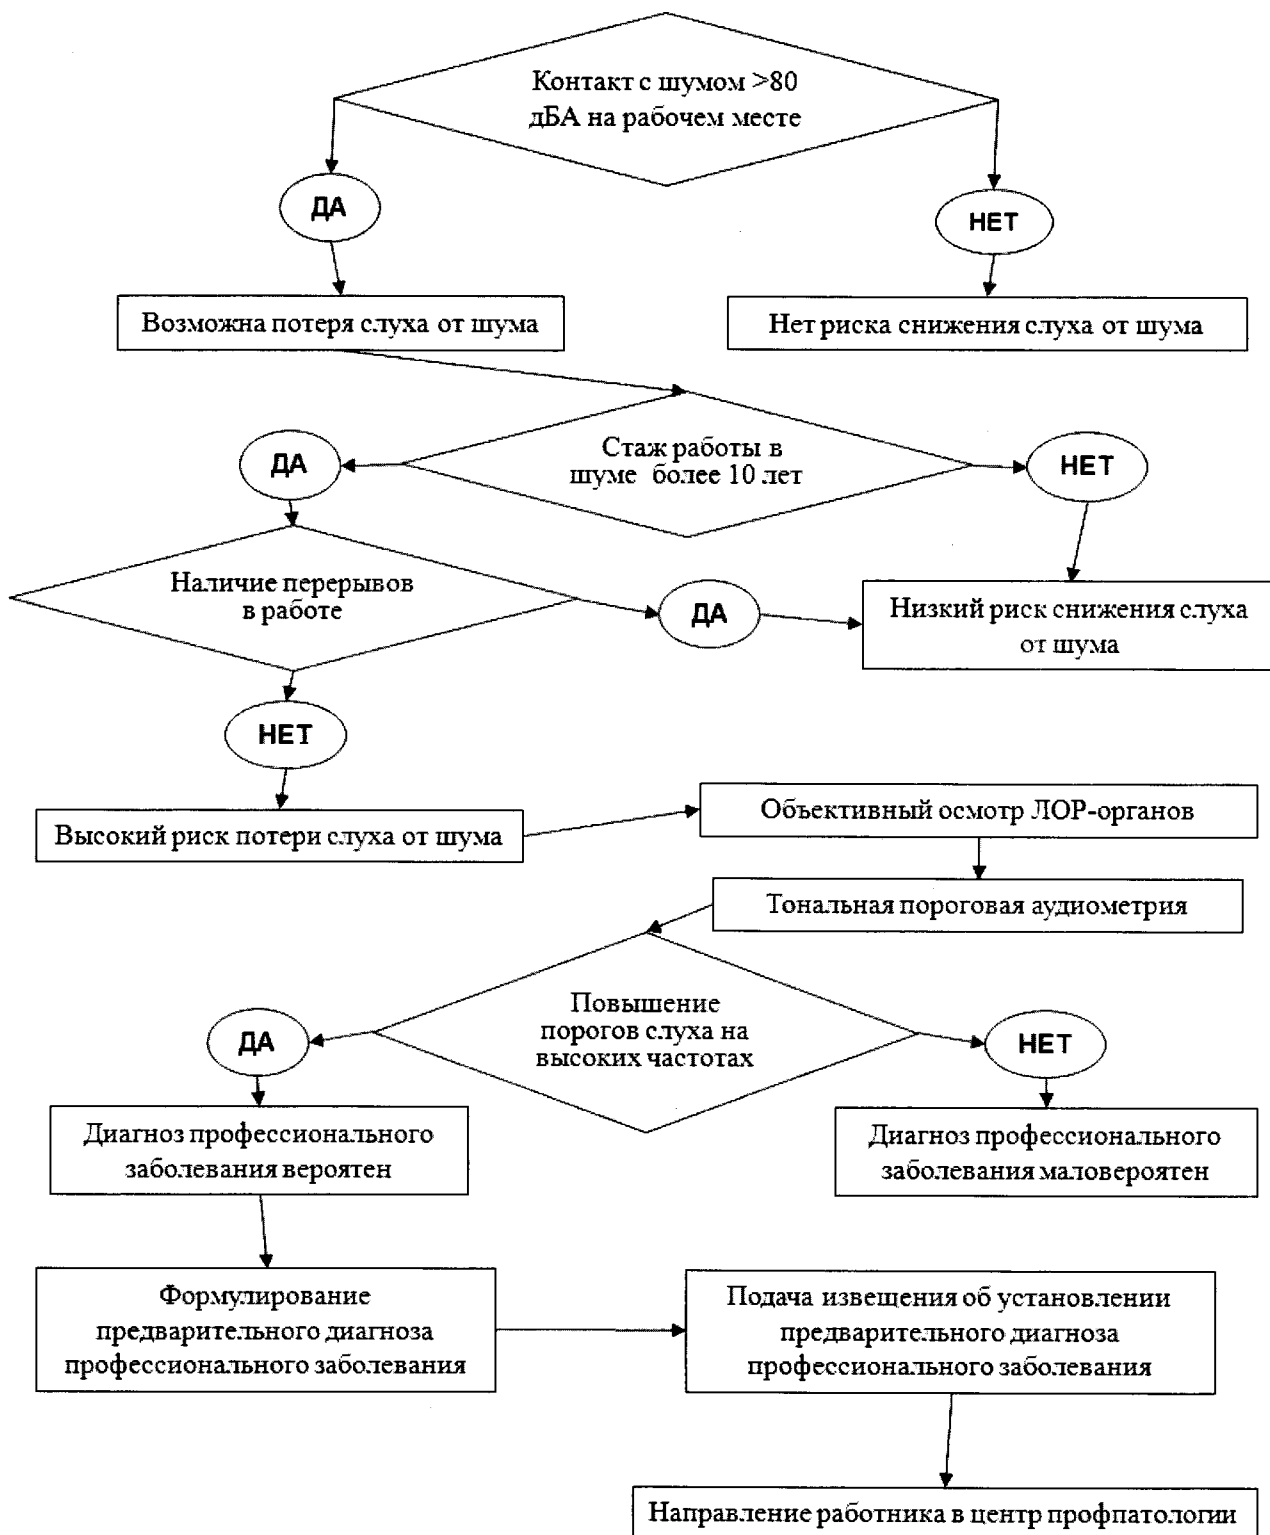 Контакт с шумом >80
дБА на рабочем месте
ДА
НЕТ
Возможна потеря слуха от шума
Нет риска снижения слуха от шума
Стаж работы в
шуме более 10 лет
ДА
НЕТ
Наличие перерывов
в работе
ДА
Низкий риск снижения слуха
от шума
НЕТ
Высокий риск потери слуха от шума
Объективный осмотр ЛОР-органов
Тональная пороговая аудиометрия
Повышение
порогов слуха на
высоких частотах
ДА
НЕТ
Диагноз профессионального
заболевания вероятен
Диагноз профессионального
заболевания маловероятен
Формулирование
предварительного диагноза
профессионального заболевания
Подача извещения об установлении
предварительного диагноза
профессионального заболевания
Направление работника в центр профпатологии